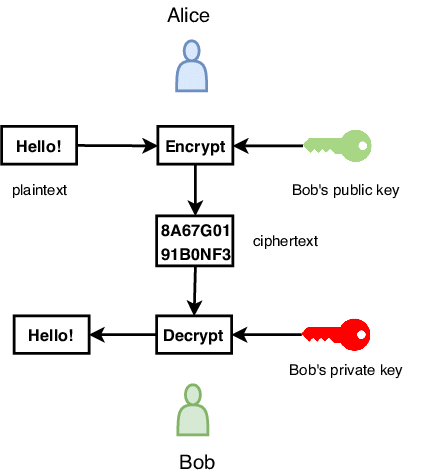 Alice
Hello!
Encrypt
plaintext
Bob's public key
8A67G01
91B0NF3
ciphertext
Hello!
Decrypt
Bob's private key
Bob